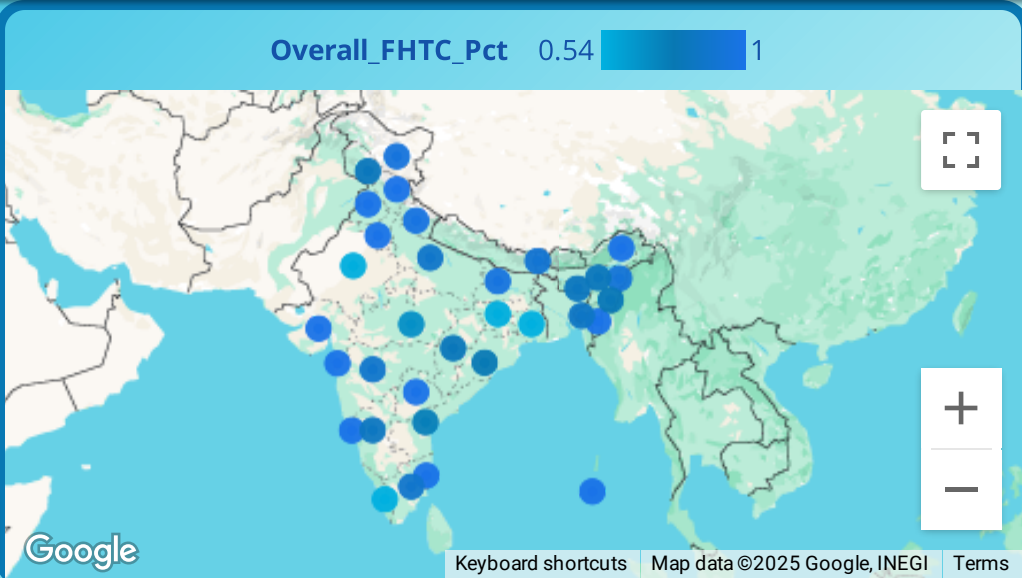 Overall_FHTC_Pct 0.54 1
Google
Keyboard shortcuts Map data ©2025 Google, INEGI Terms